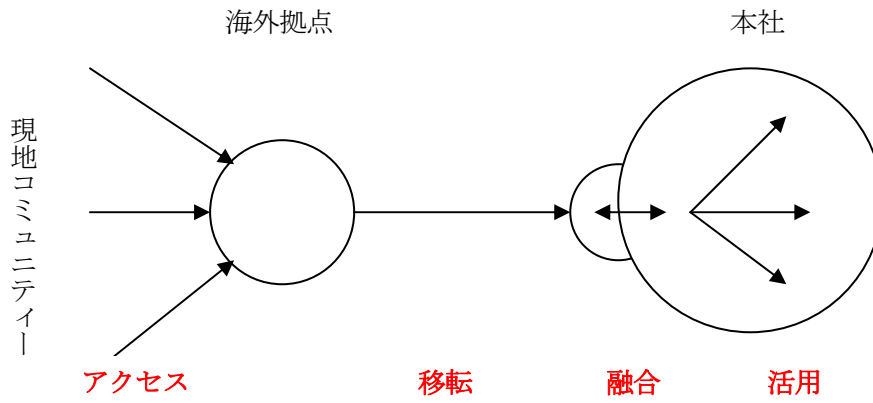 海外拠点
本社
現地コミュニティー
アクセス
移転
融合
活用